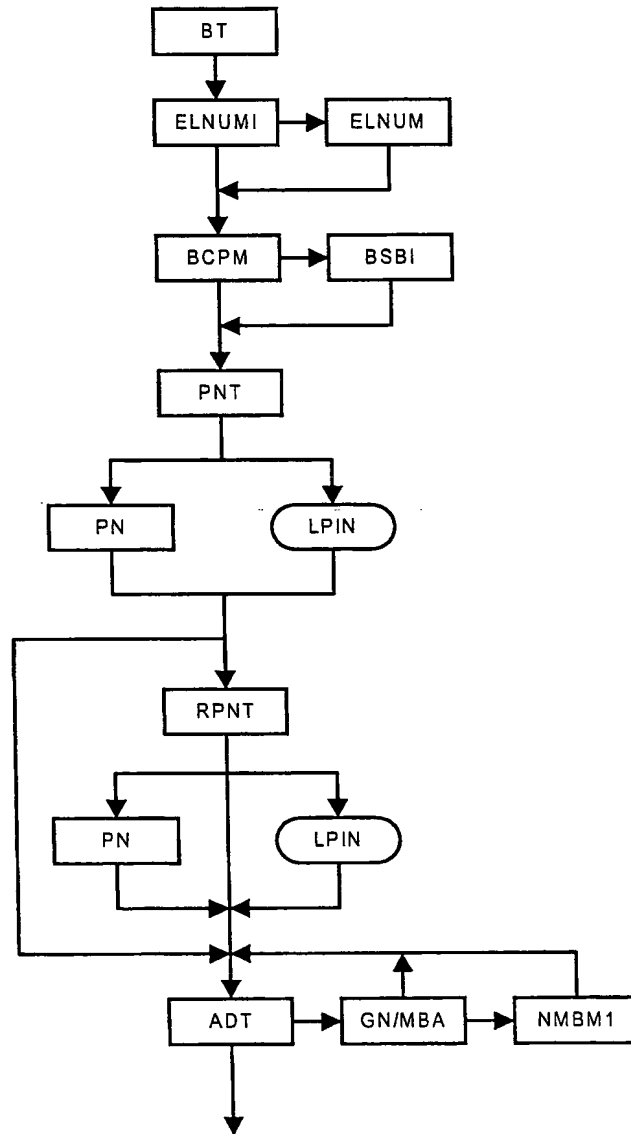 BT
ELNUMI
ELNUM
BCPM
BSBI
PNT
PN
LPIN
RPNT
PN
LPIN
ADT
GN/MBA
NMBM1